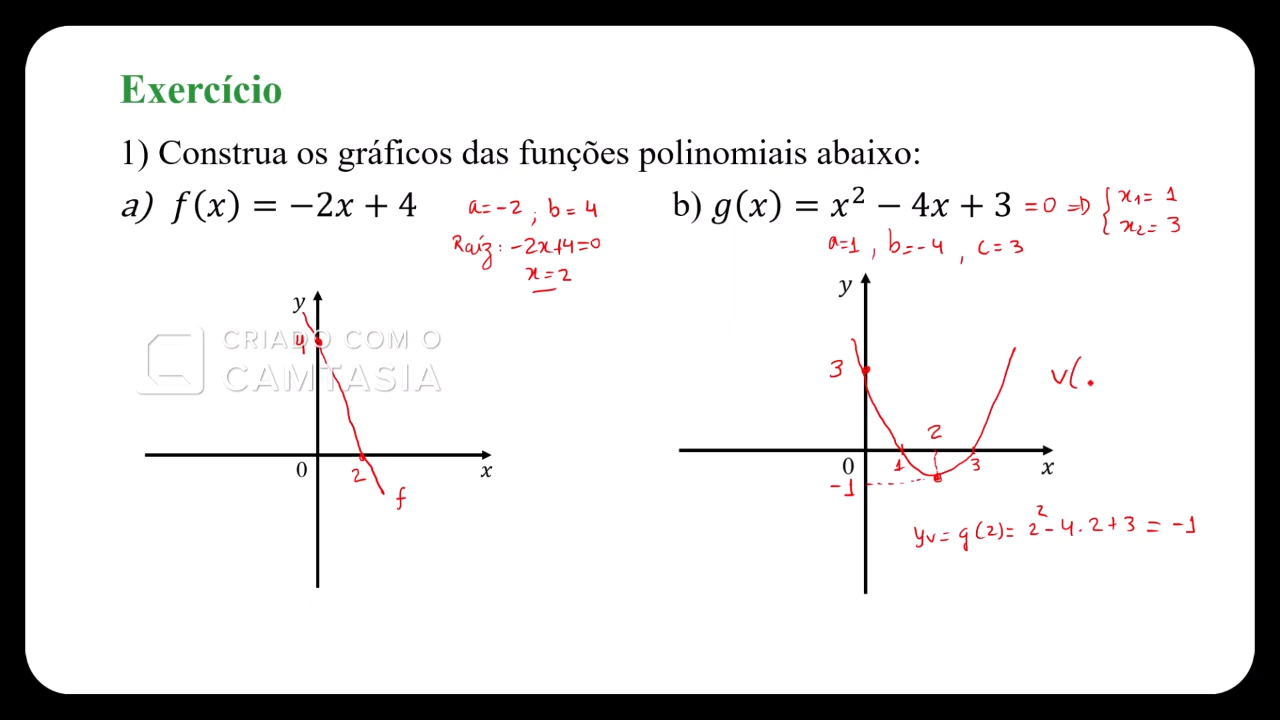 Exercício
1) Construa os gráficos das funções polinomiais abaixo:
a) f(x) = −2x + 4
a=-2 ; b=4
Raíz: -2x+4=0
x=2
b) g(x) = x² − 4x + 3 =0 ⇒ { x₁=1
x₂=3
a=1 , b=-4 , c=3
y
CRIADO COM O
CAMTASIA
4
0
2
x
f
y
3
V(.
2
0
1
3
x
-1
yv = g(2) = 2² - 4.2 + 3 = -1